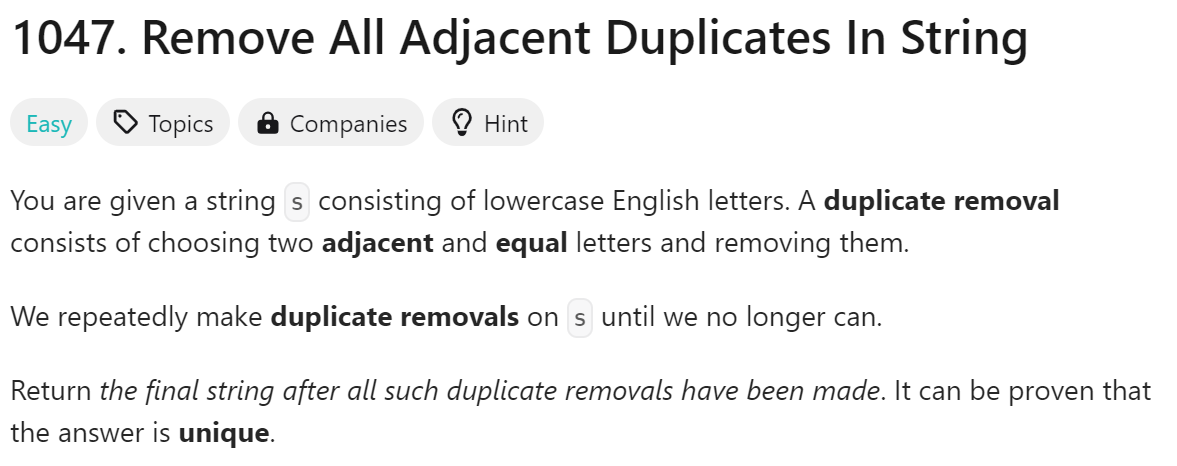 1047. Remove All Adjacent Duplicates In String
Easy Topics Companies Hint
You are given a string s consisting of lowercase English letters. A duplicate removal
consists of choosing two adjacent and equal letters and removing them.
We repeatedly make duplicate removals on s until we no longer can.
Return the final string after all such duplicate removals have been made. It can be proven that
the answer is unique.